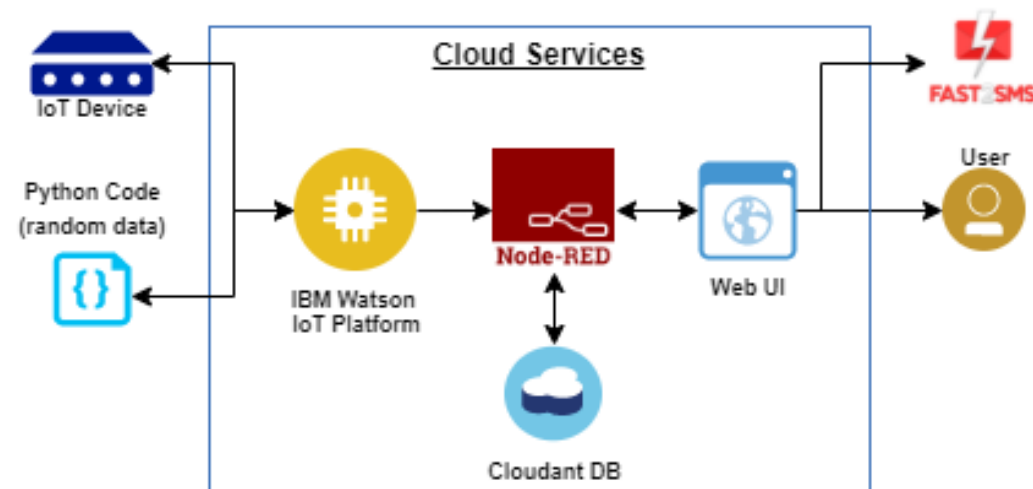 Cloud Services
IoT Device
Python Code
(random data)
IBM Watson
IoT Platform
Node-RED
Cloudant DB
Web UI
FAST2SMS
User